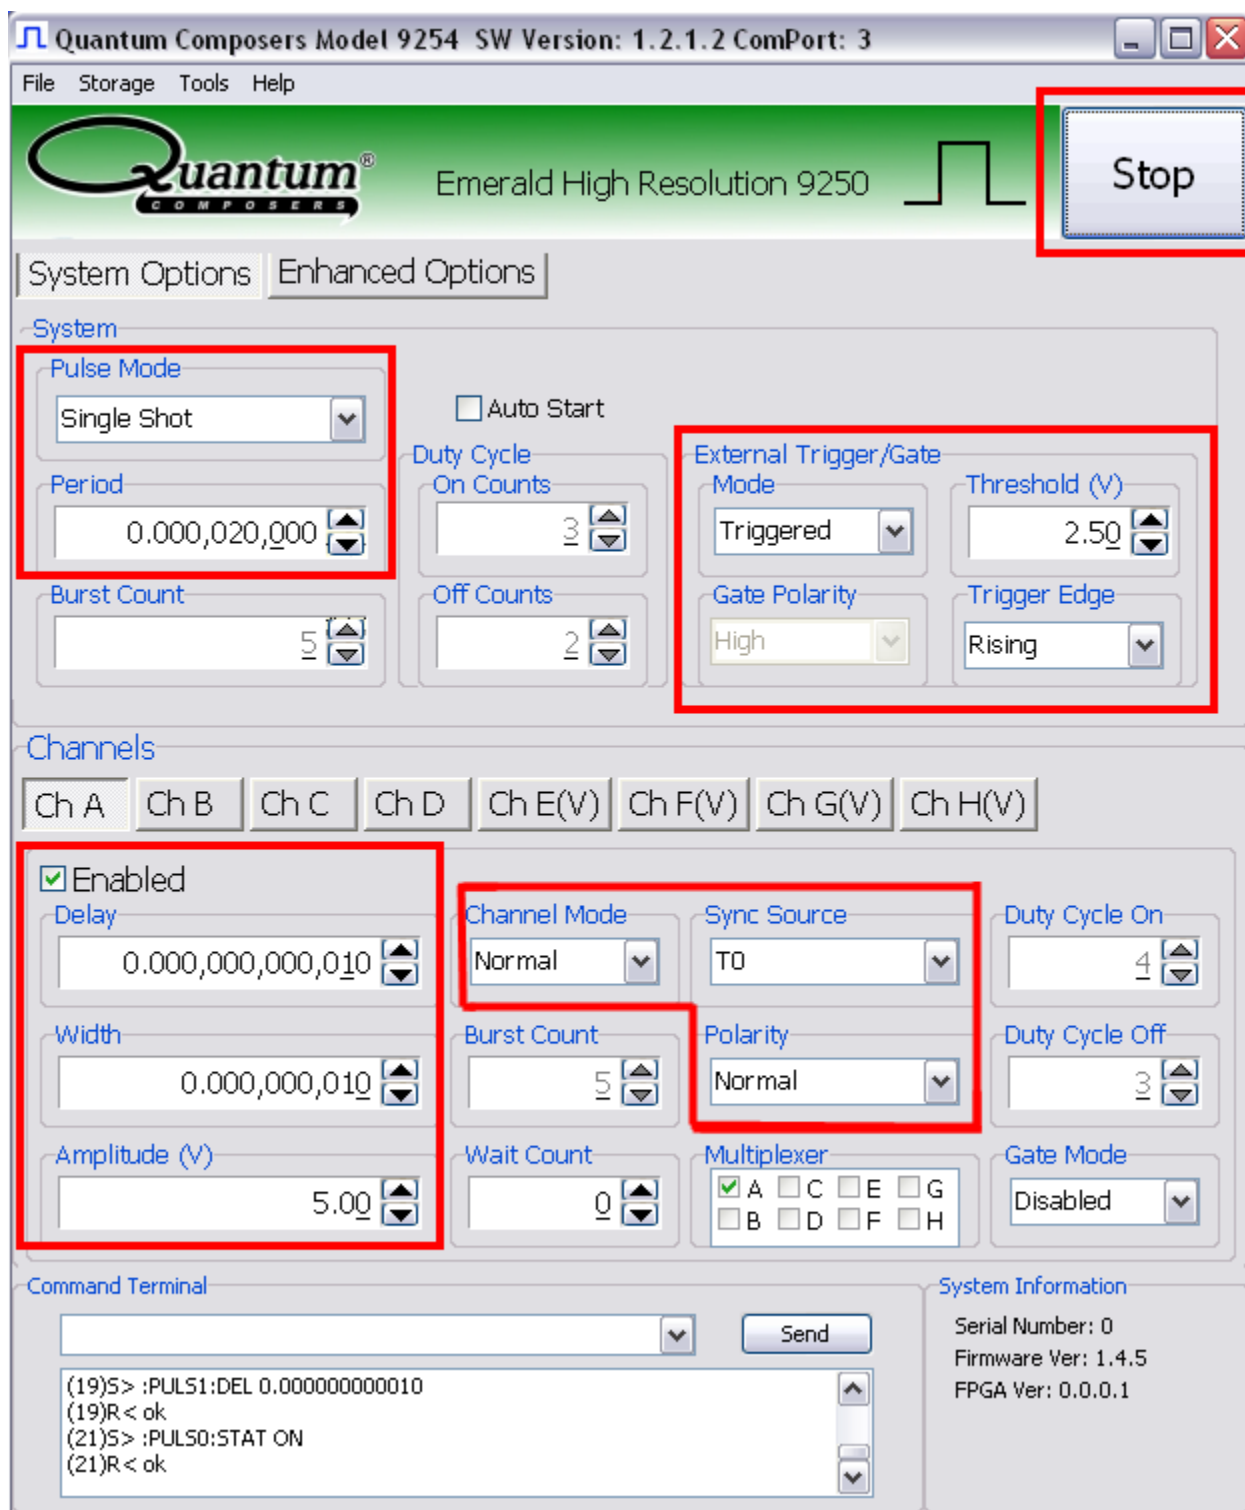 Quantum Composers Model 9254  SW Version: 1.2.1.2 ComPort: 3
File Storage Tools Help
Quantum®
COMPOSERS
Emerald High Resolution 9250
Stop
System Options Enhanced Options
System
Pulse Mode
Single Shot
Auto Start
Duty Cycle External Trigger/Gate
Period On Counts Mode Threshold (V)
0.000,020,000 3 Triggered 2.50
Burst Count Off Counts Gate Polarity Trigger Edge
5 2 High Rising
Channels
Ch A Ch B Ch C Ch D Ch E(V) Ch F(V) Ch G(V) Ch H(V)
Enabled
Delay Channel Mode Sync Source Duty Cycle On
0.000,000,000,010 Normal T0 4
Width Burst Count Polarity Duty Cycle Off
0.000,000,010 5 Normal 3
Amplitude (V) Wait Count Multiplexer Gate Mode
5.00 0 A C E G Disabled
B D F H
Command Terminal System Information
Send Serial Number: 0
Firmware Ver: 1.4.5
(19)S> :PULS1:DEL 0.000000000010 FPGA Ver: 0.0.0.1
(19)R< ok
(21)S> :PULS0:STAT ON
(21)R< ok